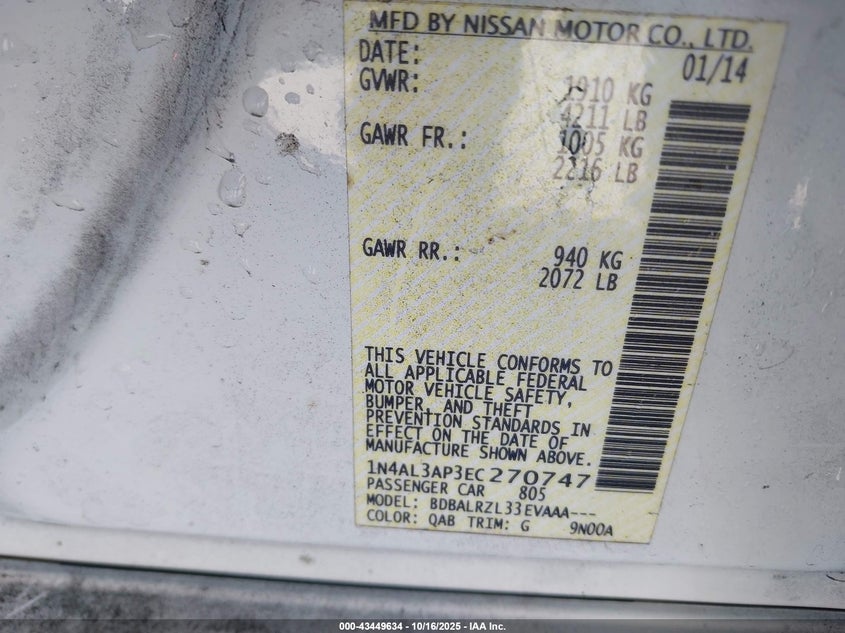 MFD BY NISSAN MOTOR CO., LTD.
DATE: 01/14
GVWR: 1910 KG
4211 LB
GAWR FR.: 1005 KG
2216 LB
GAWR RR.: 940 KG
2072 LB
THIS VEHICLE CONFORMS TO
ALL APPLICABLE FEDERAL
MOTOR VEHICLE SAFETY,
BUMPER, AND THEFT
PREVENTION STANDARDS IN
EFFECT ON THE DATE OF
MANUFACTURE SHOWN ABOVE.
1N4AL3AP3EC270747
PASSENGER CAR 805
MODEL: BDBALRZL33EVAAA---
COLOR: QAB TRIM: G 9N00A
000-43449634 - 10/16/2025 - IAA Inc.